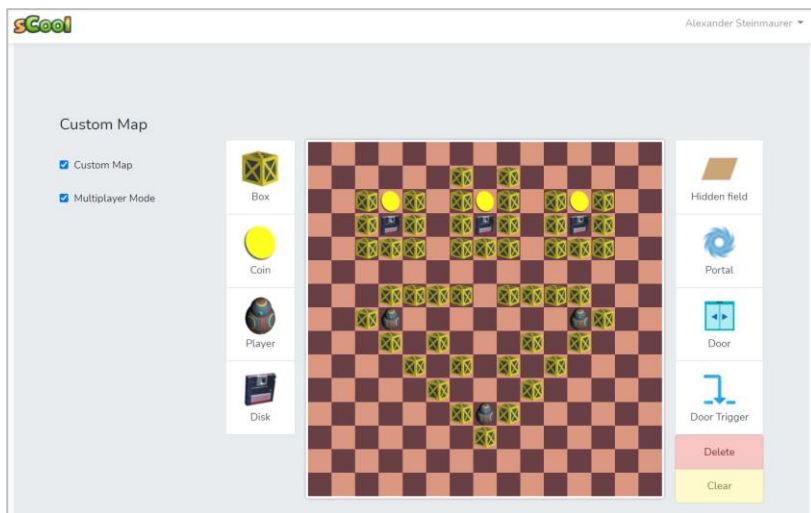 sCool
Alexander Steinmaurer
Custom Map
Custom Map
Multiplayer Mode
Box
Coin
Player
Disk
Hidden field
Portal
Door
Door Trigger
Delete
Clear